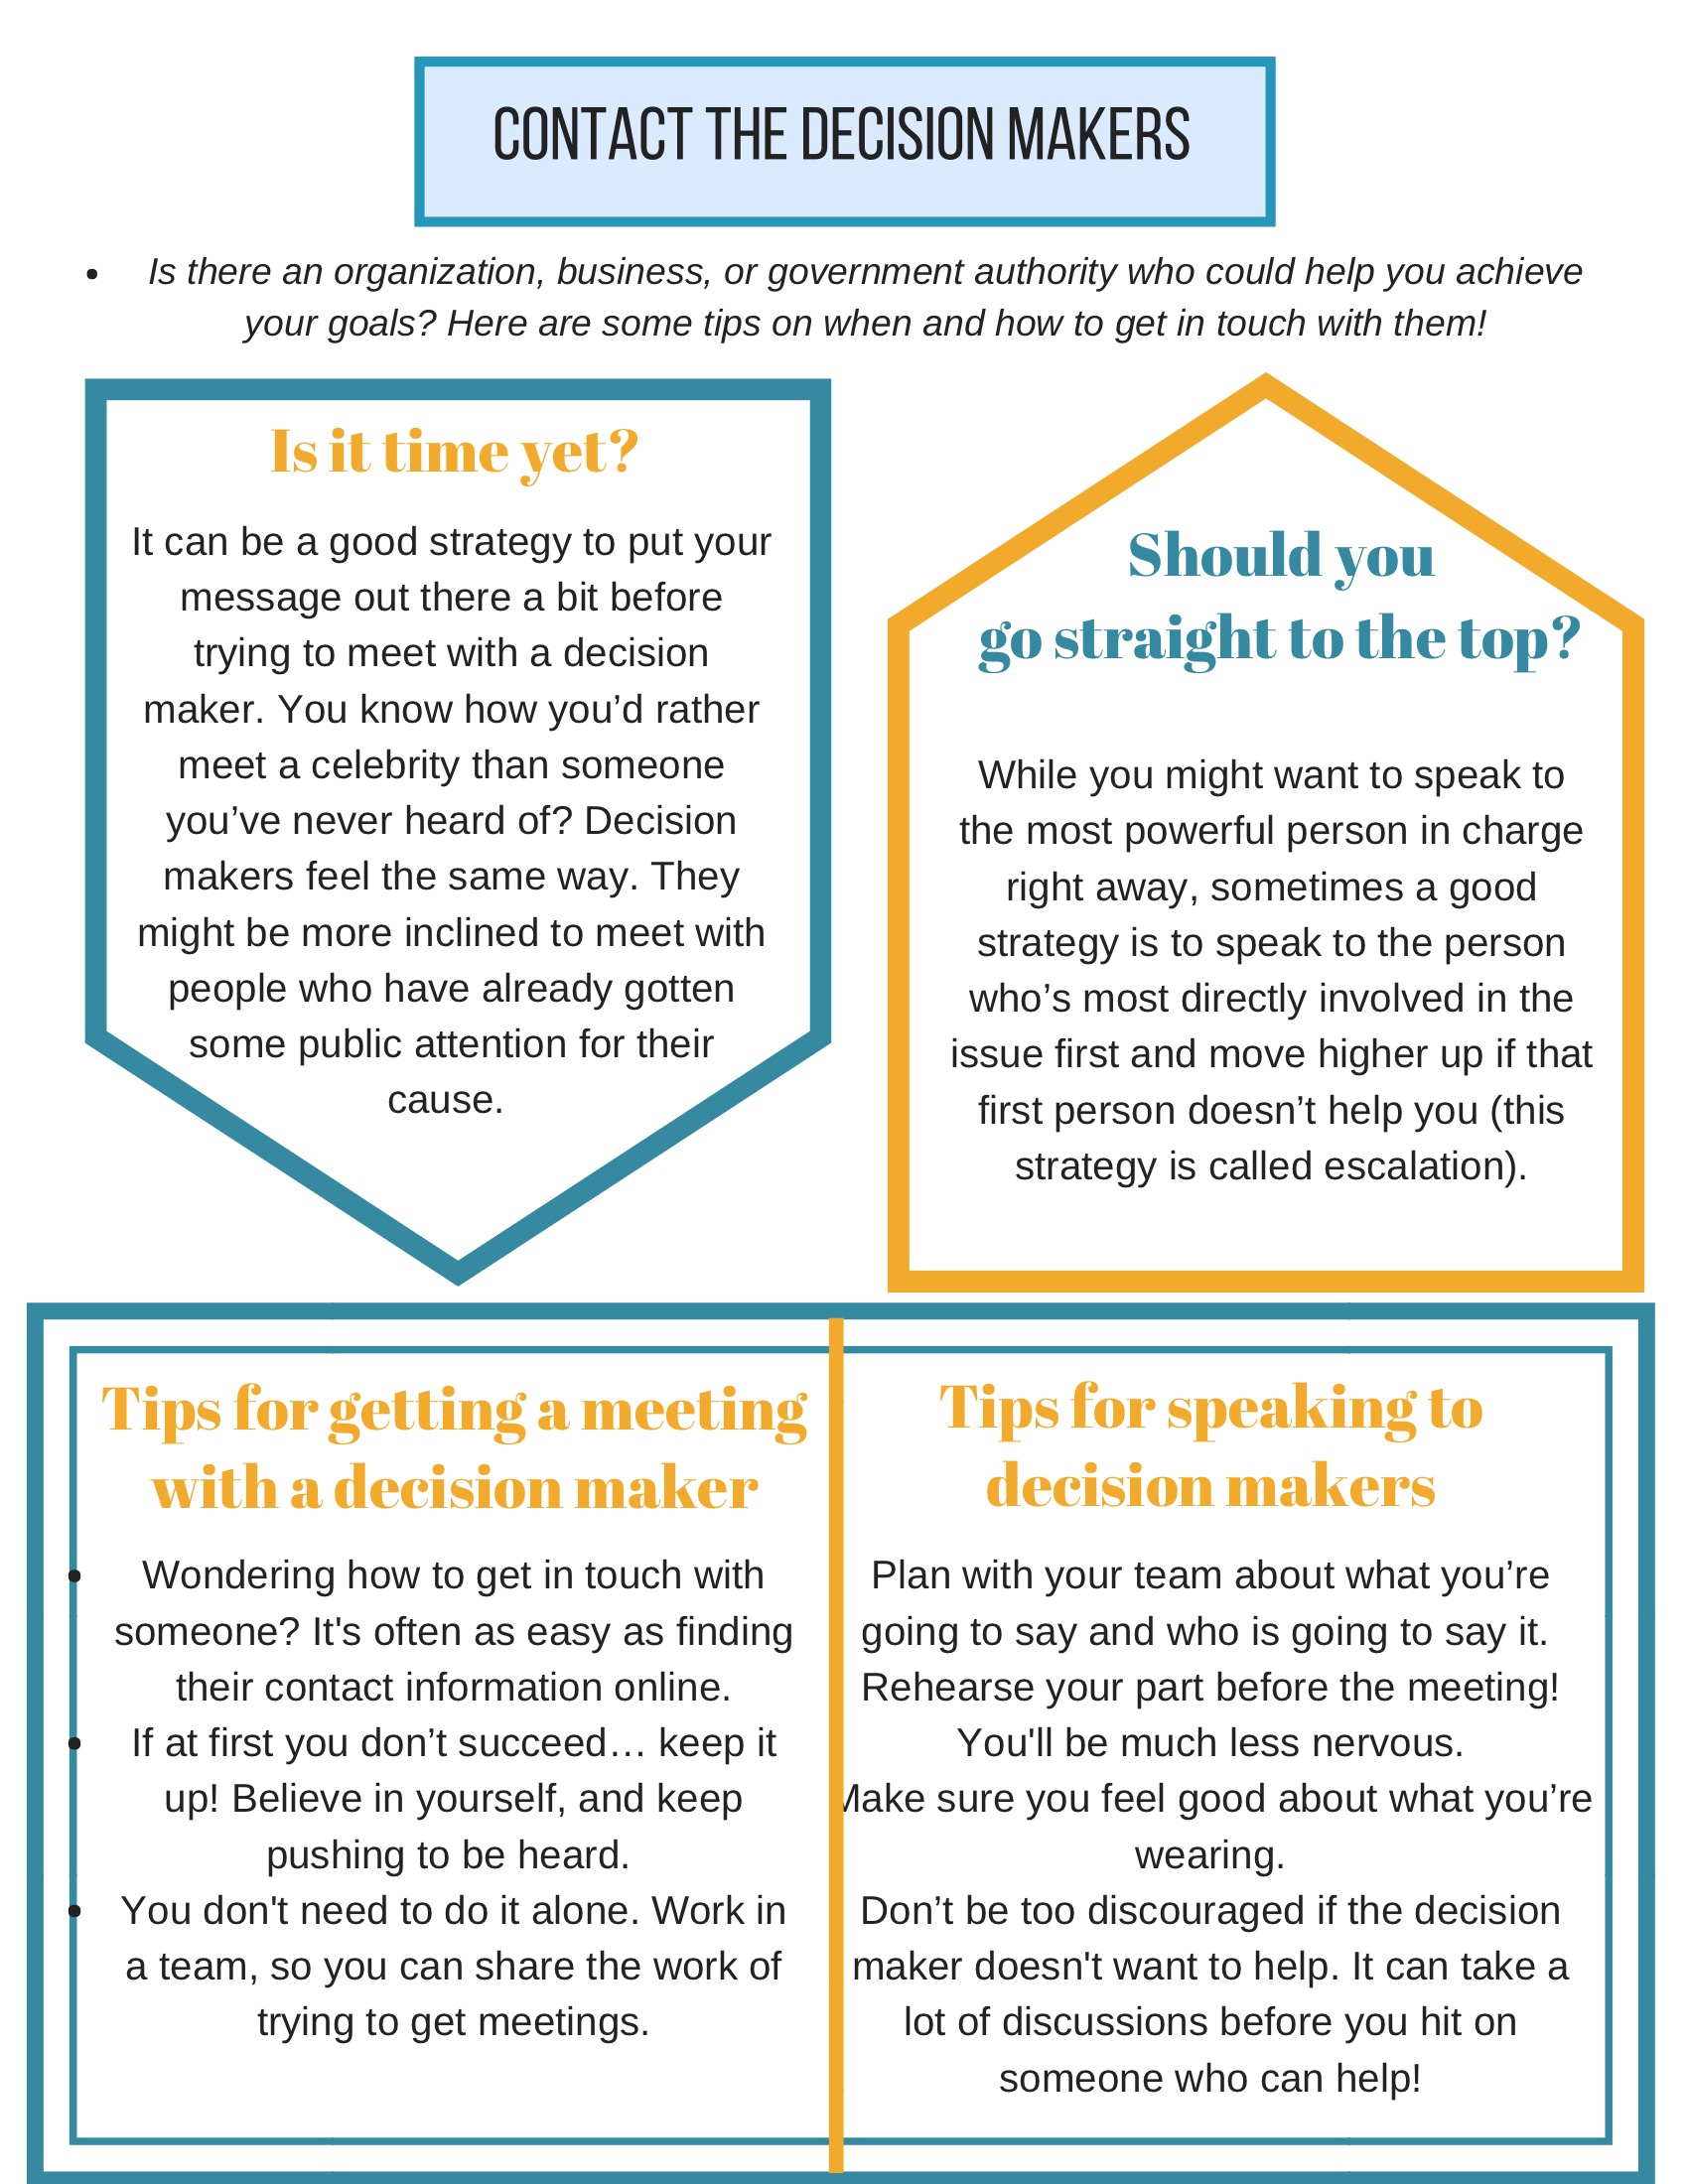 CONTACT THE DECISION MAKERS
• Is there an organization, business, or government authority who could help you achieve
your goals? Here are some tips on when and how to get in touch with them!
Is it time yet?
It can be a good strategy to put your
message out there a bit before
trying to meet with a decision
maker. You know how you’d rather
meet a celebrity than someone
you’ve never heard of? Decision
makers feel the same way. They
might be more inclined to meet with
people who have already gotten
some public attention for their
cause.
Should you
go straight to the top?
While you might want to speak to
the most powerful person in charge
right away, sometimes a good
strategy is to speak to the person
who’s most directly involved in the
issue first and move higher up if that
first person doesn’t help you (this
strategy is called escalation).
Tips for getting a meeting
with a decision maker
• Wondering how to get in touch with
someone? It's often as easy as finding
their contact information online.
• If at first you don’t succeed… keep it
up! Believe in yourself, and keep
pushing to be heard.
• You don't need to do it alone. Work in
a team, so you can share the work of
trying to get meetings.
Tips for speaking to
decision makers
Plan with your team about what you’re
going to say and who is going to say it.
Rehearse your part before the meeting!
You'll be much less nervous.
Make sure you feel good about what you’re
wearing.
Don’t be too discouraged if the decision
maker doesn't want to help. It can take a
lot of discussions before you hit on
someone who can help!